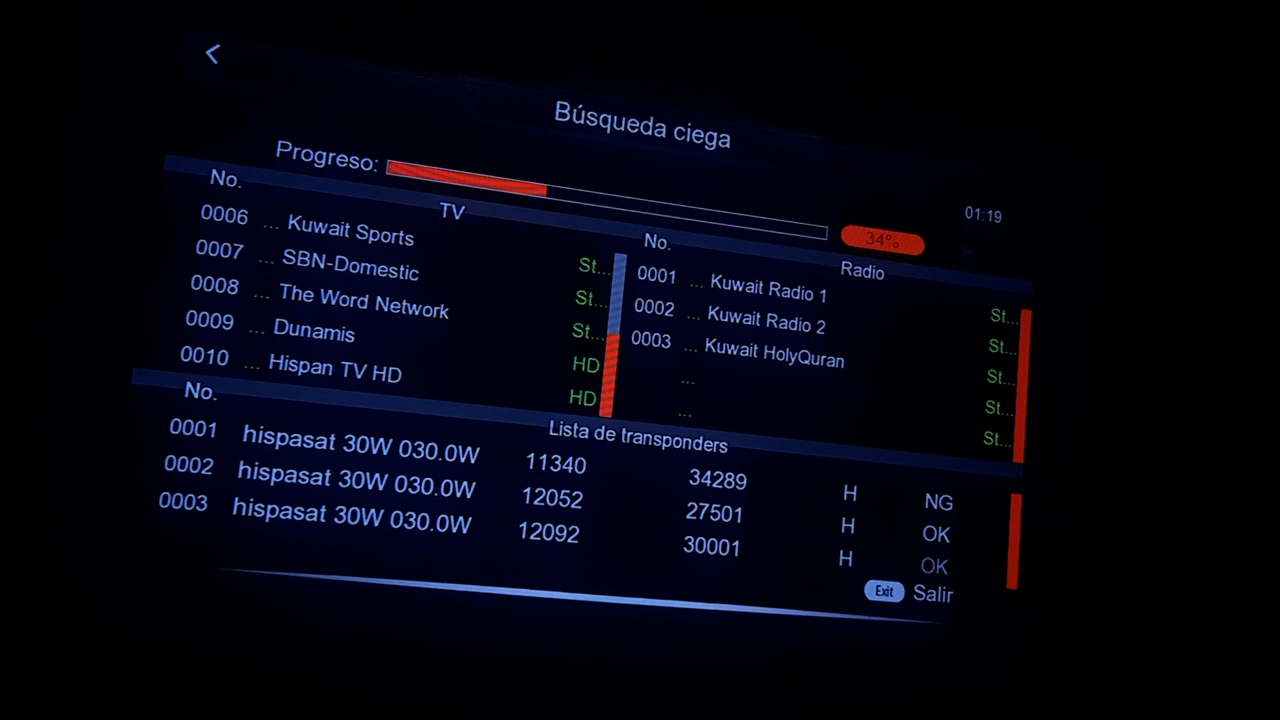 Búsqueda ciega
Progreso: 34%
01:19
No. TV
0006 ... Kuwait Sports St...
0007 ... SBN-Domestic St...
0008 ... The Word Network St...
0009 ... Dunamis HD
0010 ... Hispan TV HD HD
No. Radio
0001 ... Kuwait Radio 1 St...
0002 ... Kuwait Radio 2 St...
0003 ... Kuwait HolyQuran St...
... St...
... St...
No. Lista de transponders
0001 hispasat 30W 030.0W 11340 34289 H NG
0002 hispasat 30W 030.0W 12052 27501 H OK
0003 hispasat 30W 030.0W 12092 30001 H OK
Exit Salir